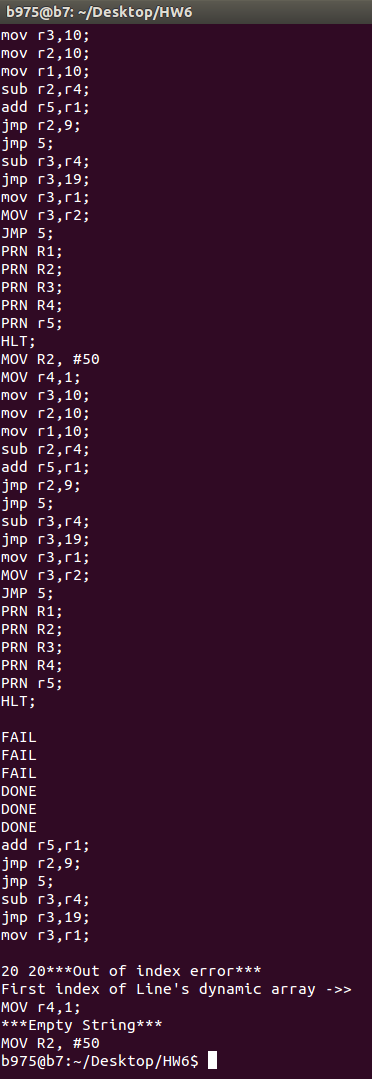 b975@b7: ~/Desktop/HW6
mov r3,10;
mov r2,10;
mov r1,10;
sub r2,r4;
add r5,r1;
jmp r2,9;
jmp 5;
sub r3,r4;
jmp r3,19;
mov r3,r1;
MOV r3,r2;
JMP 5;
PRN R1;
PRN R2;
PRN R3;
PRN R4;
PRN r5;
HLT;
MOV R2, #50
MOV r4,1;
mov r3,10;
mov r2,10;
mov r1,10;
sub r2,r4;
add r5,r1;
jmp r2,9;
jmp 5;
sub r3,r4;
jmp r3,19;
mov r3,r1;
MOV r3,r2;
JMP 5;
PRN R1;
PRN R2;
PRN R3;
PRN R4;
PRN r5;
HLT;

FAIL
FAIL
FAIL
DONE
DONE
DONE
add r5,r1;
jmp r2,9;
jmp 5;
sub r3,r4;
jmp r3,19;
mov r3,r1;

20 20***Out of index error***
First index of Line's dynamic array ->>
MOV r4,1;
***Empty String***
MOV R2, #50
b975@b7:~/Desktop/HW6$